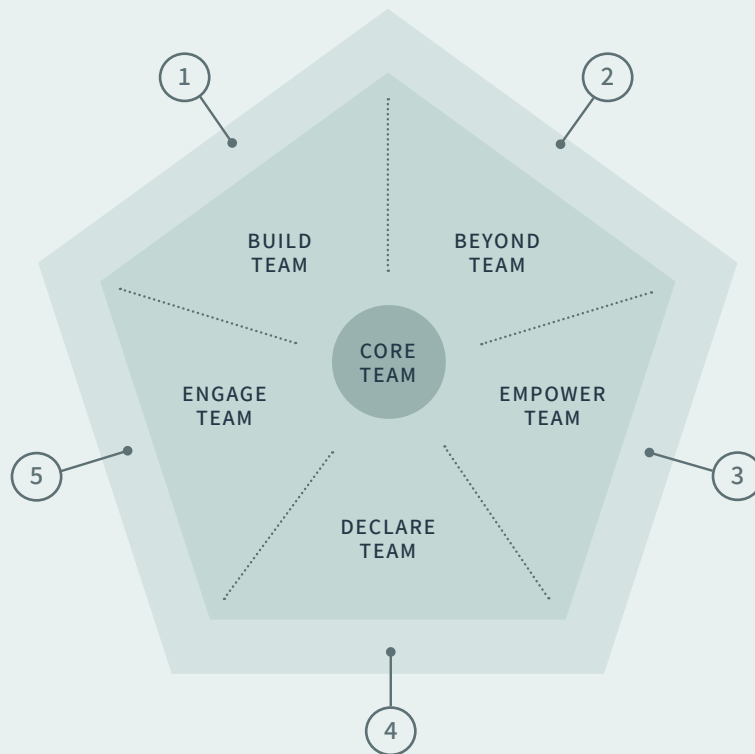 1
2
BUILD
TEAM
BEYOND
TEAM
CORE
TEAM
ENGAGE
TEAM
EMPOWER
TEAM
5
3
DECLARE
TEAM
4